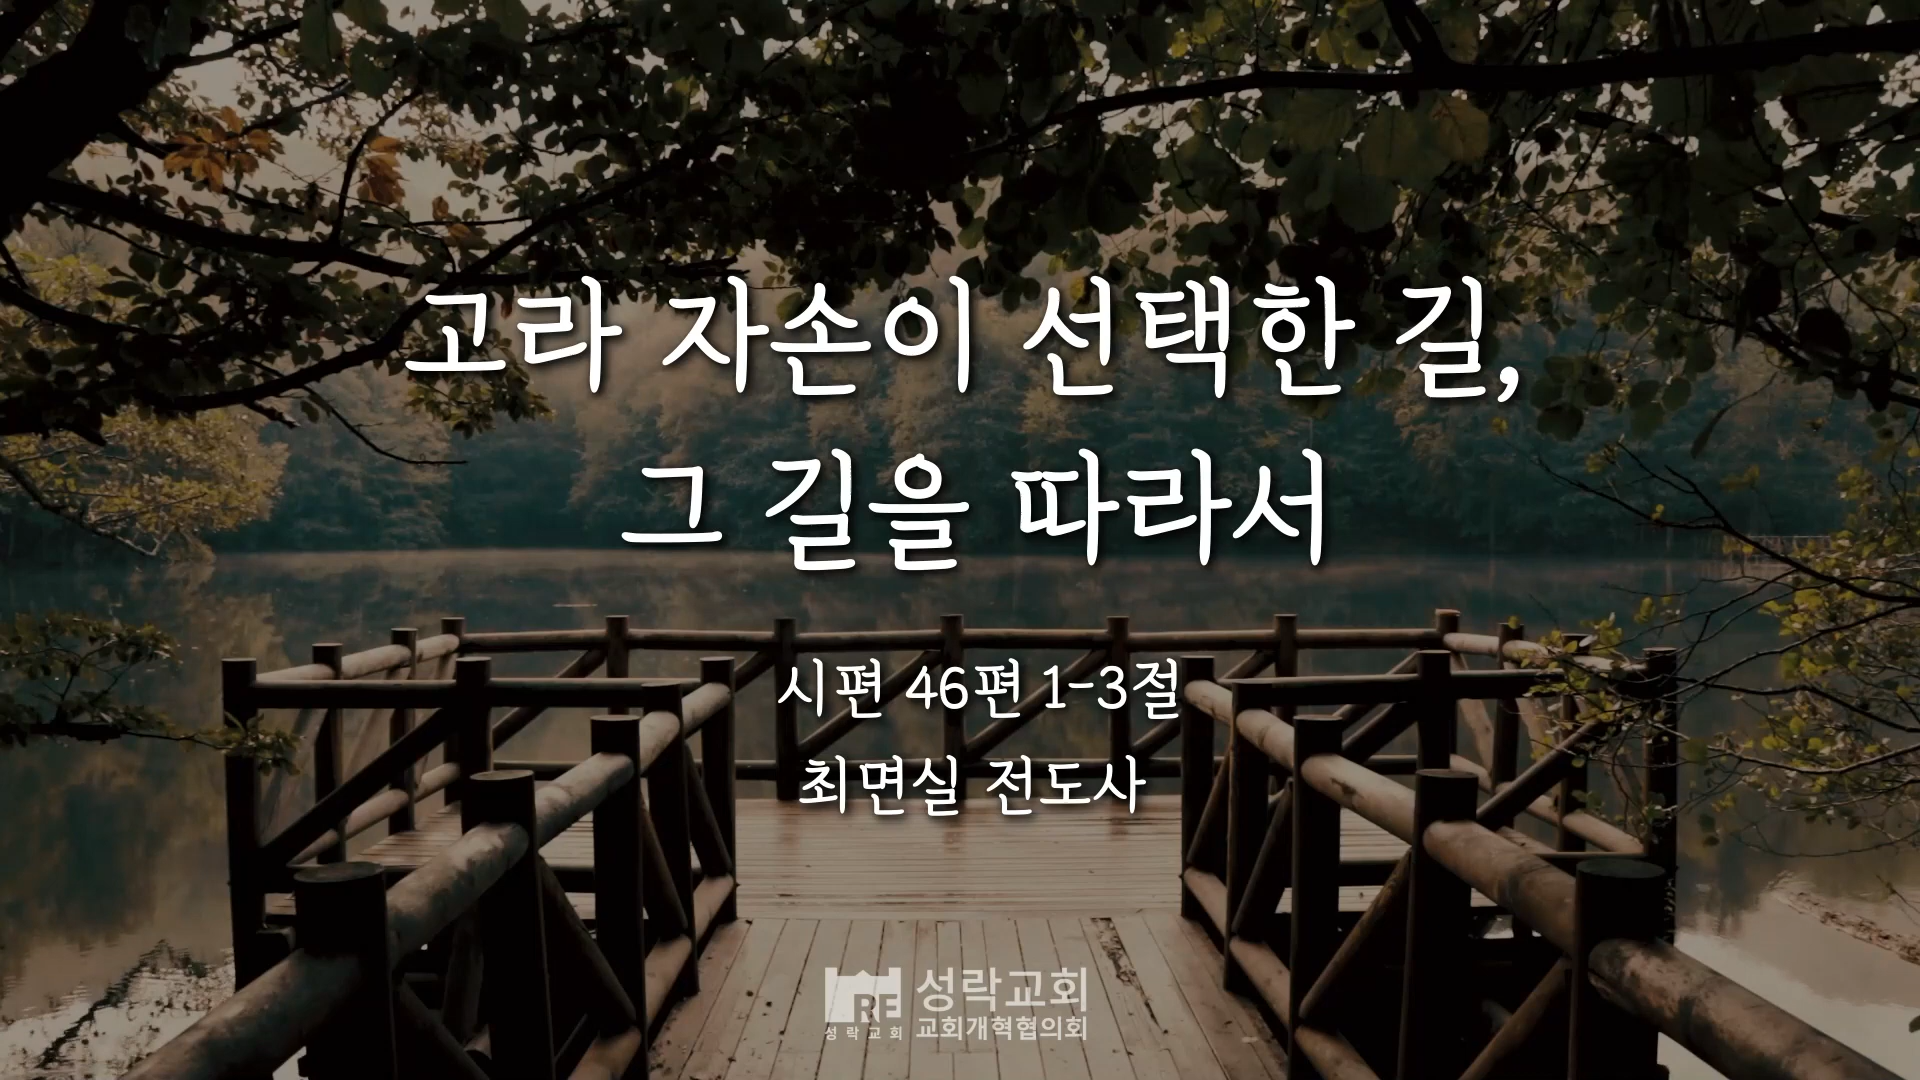 고라 자손이 선택한 길,
그 길을 따라서
시편 46편 1-3절
최면실 전도사
RE
성락교회
성락교회
교회개혁협의회